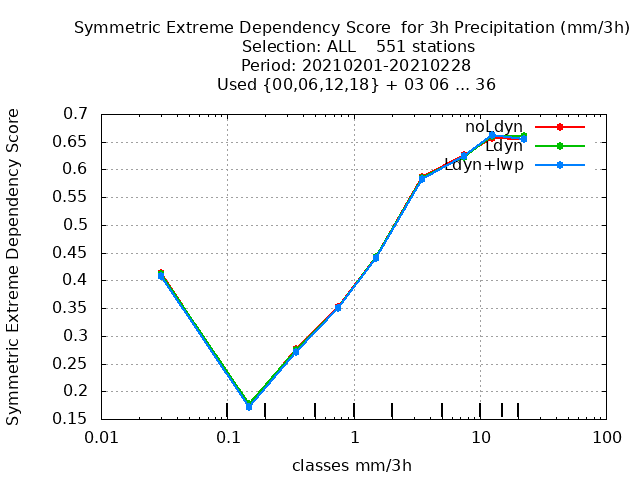 Symmetric Extreme Dependency Score  for 3h Precipitation (mm/3h)
Selection: ALL    551 stations
Period: 20210201-20210228
Used {00,06,12,18} + 03 06 ... 36
Symmetric Extreme Dependency Score
0.7
0.65
0.6
0.55
0.5
0.45
0.4
0.35
0.3
0.25
0.2
0.15
noLdyn
Ldyn
Ldyn+lwp
0.01 0.1 1 10 100
classes mm/3h